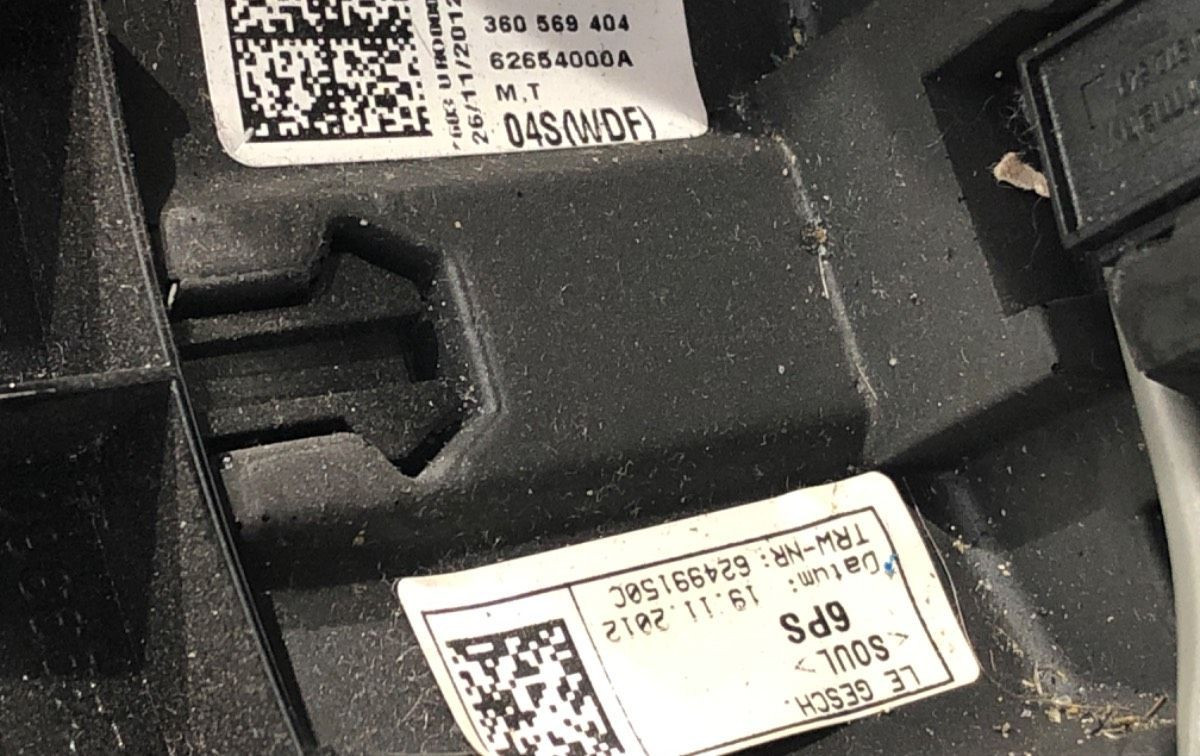 360 569 404
62654000A
M,T
04S(WDF)
26/11/2012
LE GESCH.
<SOUL>
6PS
Datum: 19.11.2012
TRW-NR: 62499150C